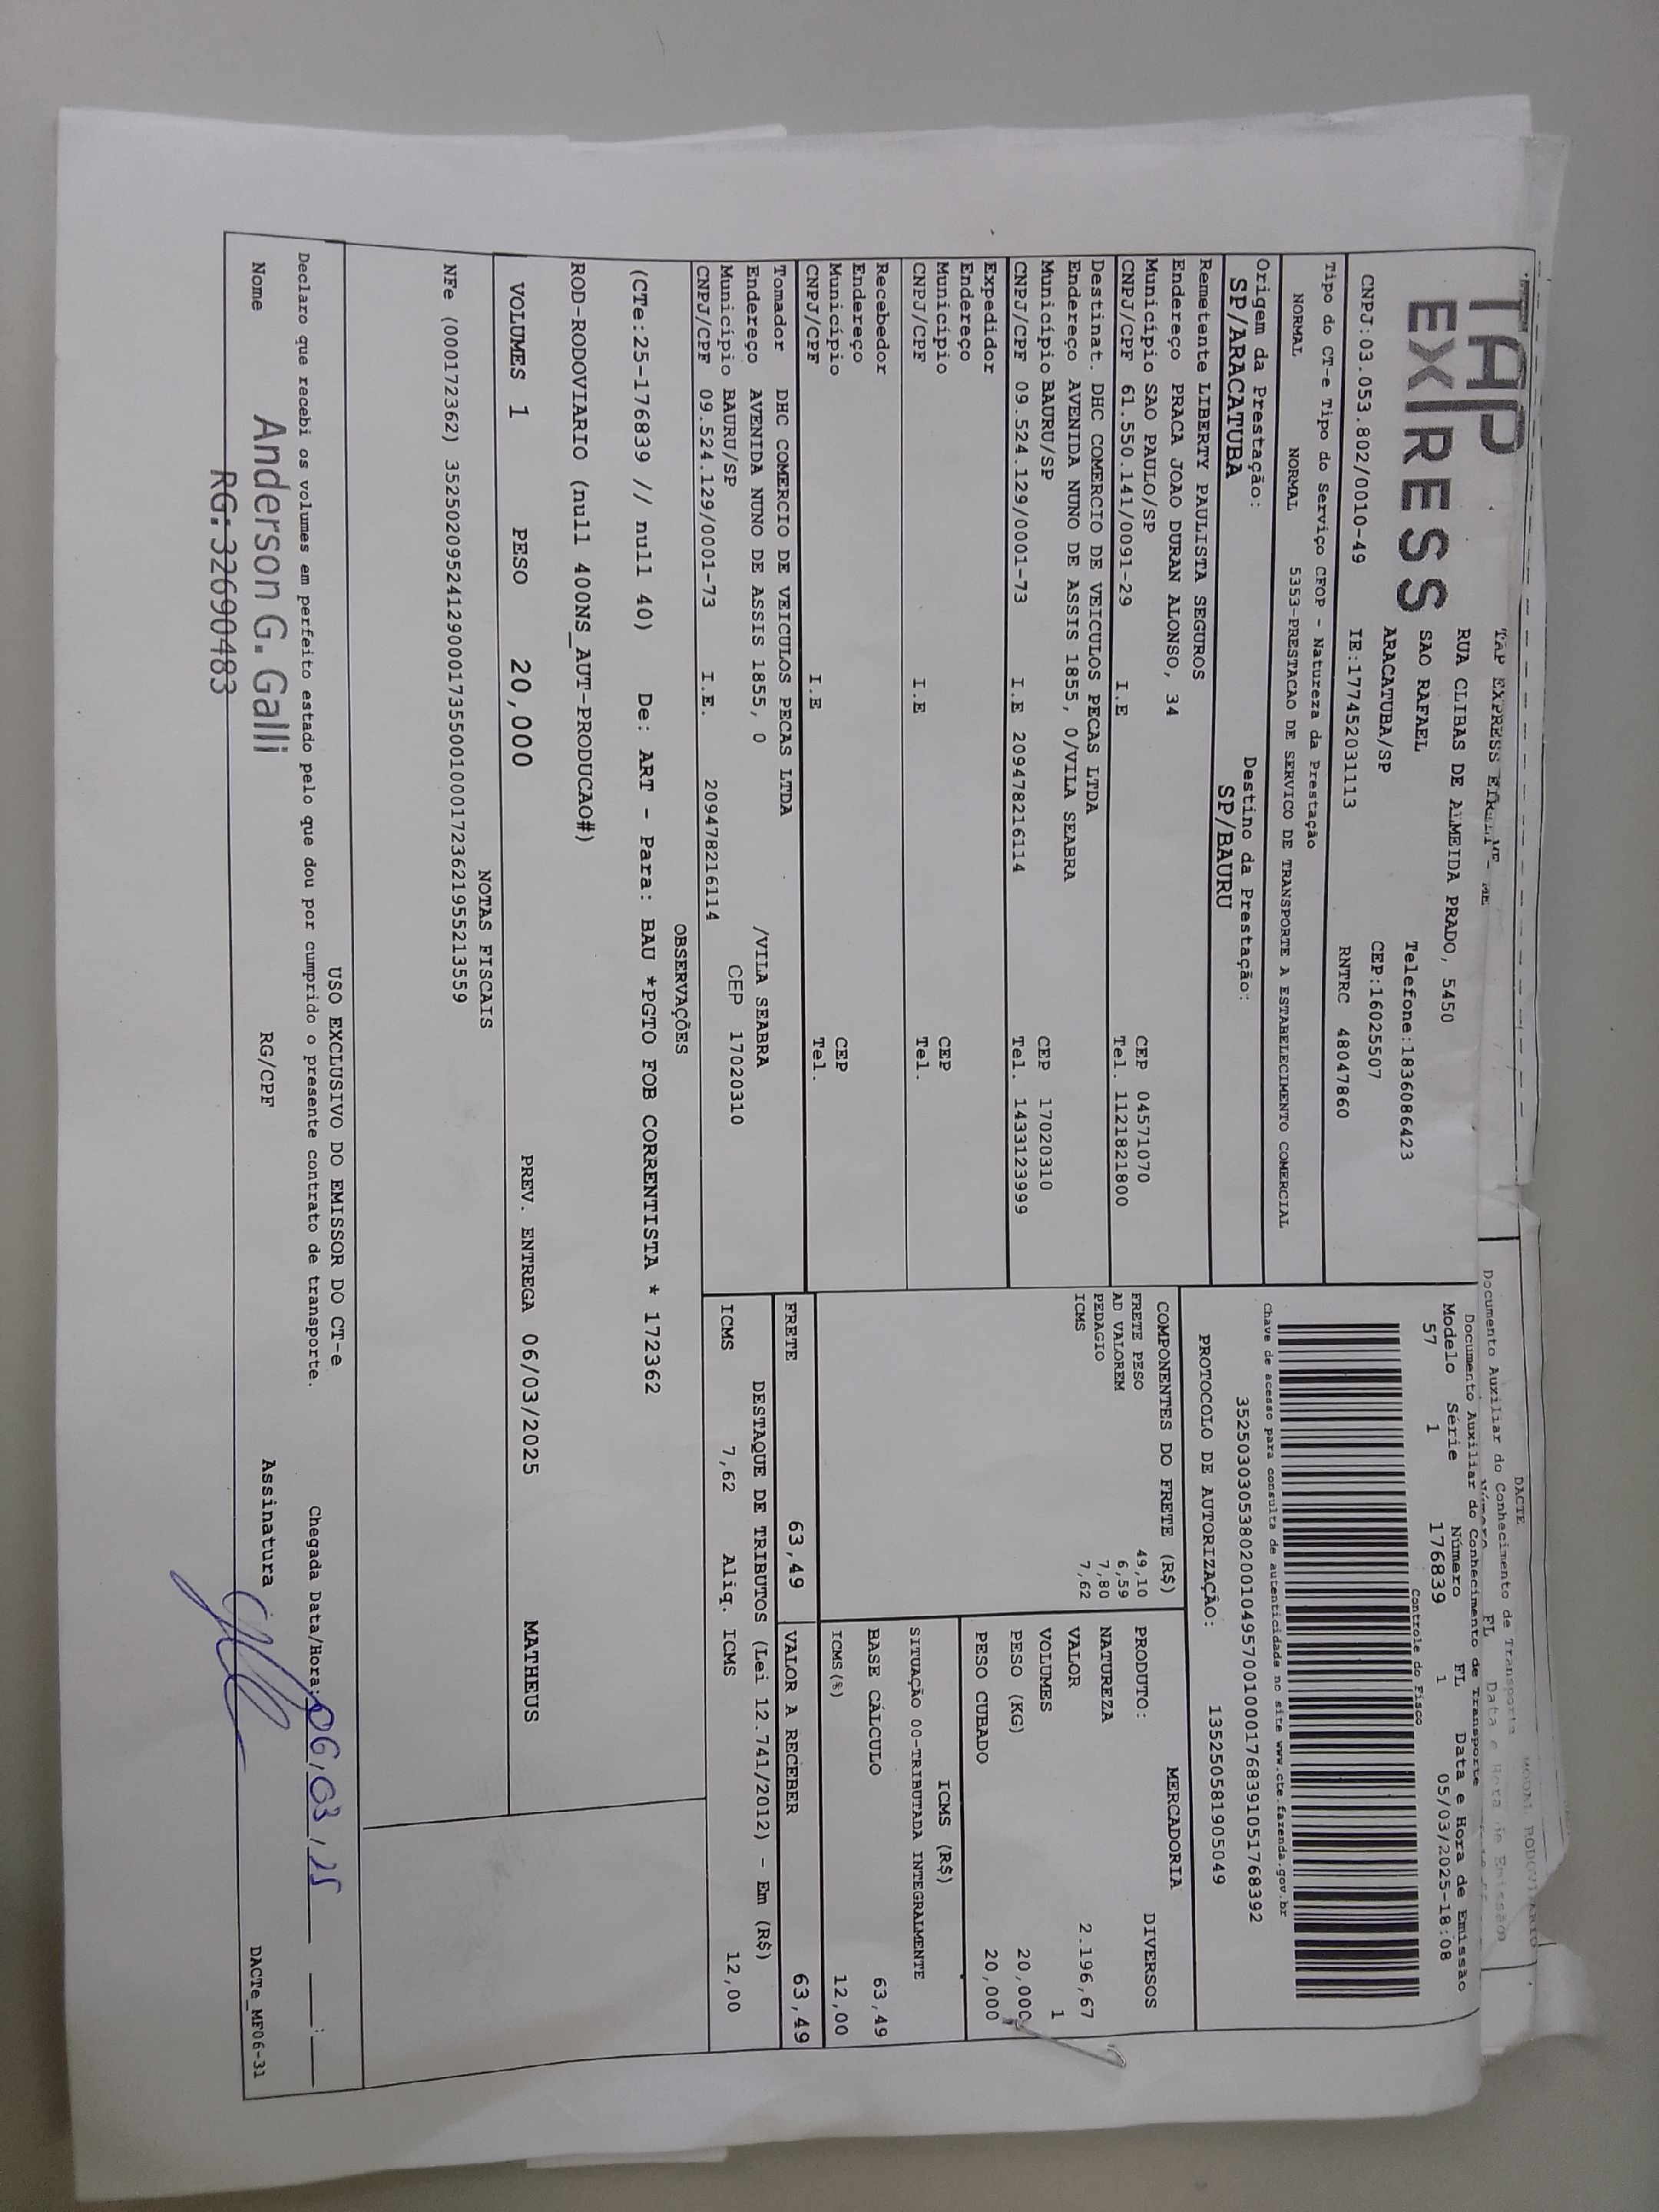 TAP
EXPRESS
TAP EXPRESS
RUA CLIBAS DE ALMEIDA PRADO, 5450
SAO RAFAEL
Telefone:1836086423
ARACATUBA/SP
CEP:16025507
CNPJ:03.053.802/0010-49
IE:177452031113
RNTRC 48047860
DACTE
Documento Auxiliar do Conhecimento de Transporte
Documento Auxiliar do Conhecimento de Transporte
Modelo Série Número FL Data e Hora de Emissão
57 1 176839 1 05/03/2025-18:08
Controle do Fisco
Chave de acesso para consulta de autenticidade no site www.cte.fazenda.gov.br
35250303053802001049570010001768391051768392
PROTOCOLO DE AUTORIZAÇÃO: 135250581905049
Tipo do CT-e Tipo do Serviço CFOP - Natureza da Prestação
NORMAL NORMAL 5353-PRESTACAO DE SERVICO DE TRANSPORTE A ESTABELECIMENTO COMERCIAL
Origem da Prestação: Destino da Prestação:
SP/ARACATUBA SP/BAURU
Remetente LIBERTY PAULISTA SEGUROS
Endereço PRACA JOAO DURAN ALONSO, 34
Município SAO PAULO/SP CEP 04571070
CNPJ/CPF 61.550.141/0091-29 I.E Tel. 1121821800
Destinat. DHC COMERCIO DE VEICULOS PECAS LTDA
Endereço AVENIDA NUNO DE ASSIS 1855, 0/VILA SEABRA
Município BAURU/SP CEP 17020310
CNPJ/CPF 09.524.129/0001-73 I.E 209478216114 Tel. 1433123999
Expedidor
Endereço
Município CEP
CNPJ/CPF I.E Tel.
Recebedor
Endereço
Município CEP
CNPJ/CPF I.E Tel.
Tomador DHC COMERCIO DE VEICULOS PECAS LTDA
Endereço AVENIDA NUNO DE ASSIS 1855, 0 /VILA SEABRA
Município BAURU/SP CEP 17020310
CNPJ/CPF 09.524.129/0001-73 I.E. 209478216114
COMPONENTES DO FRETE (R$)
FRETE PESO 49,10
AD VALOREM 6,59
PEDAGIO 7,80
ICMS 7,62
MERCADORIA
PRODUTO: DIVERSOS
NATUREZA
VALOR 2.196,67
VOLUMES 1
PESO (KG) 20,000
PESO CUBADO 20,000
ICMS (R$)
SITUAÇÃO 00-TRIBUTADA INTEGRALMENTE
BASE CÁLCULO 63,49
ICMS(%) 12,00
FRETE 63,49
VALOR A RECEBER 63,49
DESTAQUE DE TRIBUTOS (Lei 12.741/2012) - Em (R$)
ICMS 7,62 Aliq. ICMS 12,00
OBSERVAÇÕES
(CTe:25-176839 // null 40) De: ART - Para: BAU *PGTO FOB CORRENTISTA * 172362
ROD-RODOVIARIO (null 400NS_AUT-PRODUCAO#)
VOLUMES 1 PESO 20,000 PREV. ENTREGA 06/03/2025 MATHEUS
NOTAS FISCAIS
NFe (000172362) 35250209524129000173550010001723621955213559
USO EXCLUSIVO DO EMISSOR DO CT-e
Declaro que recebi os volumes em perfeito estado pelo que dou por cumprido o presente contrato de transporte. Chegada Data/Hora: 06/03/25 __:__
Nome Anderson G. Galli RG/CPF Assinatura
RG: 32690483
DACTe_MF06-31